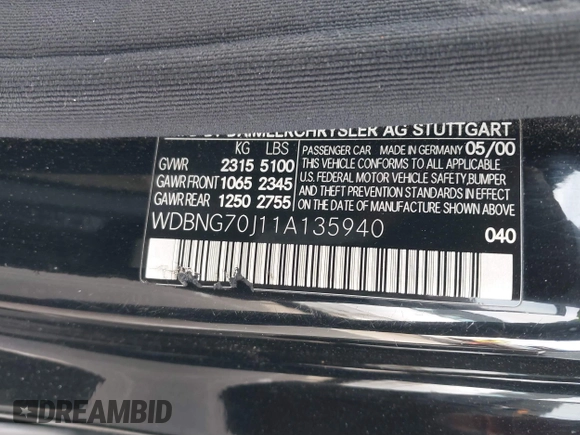 DAIMLERCHRYSLER AG STUTTGART
KG LBS
GVWR 2315 5100
GAWR FRONT 1065 2345
GAWR REAR 1250 2755
PASSENGER CAR MADE IN GERMANY 05/00
THIS VEHICLE CONFORMS TO ALL APPLICABLE
U.S. FEDERAL MOTOR VEHICLE SAFETY, BUMPER
AND THEFT PREVENTION STANDARDS IN EFFECT
ON THE DATE OF MANUFACTURE SHOWN ABOVE.
WDBNG70J11A135940
040
DREAMBID